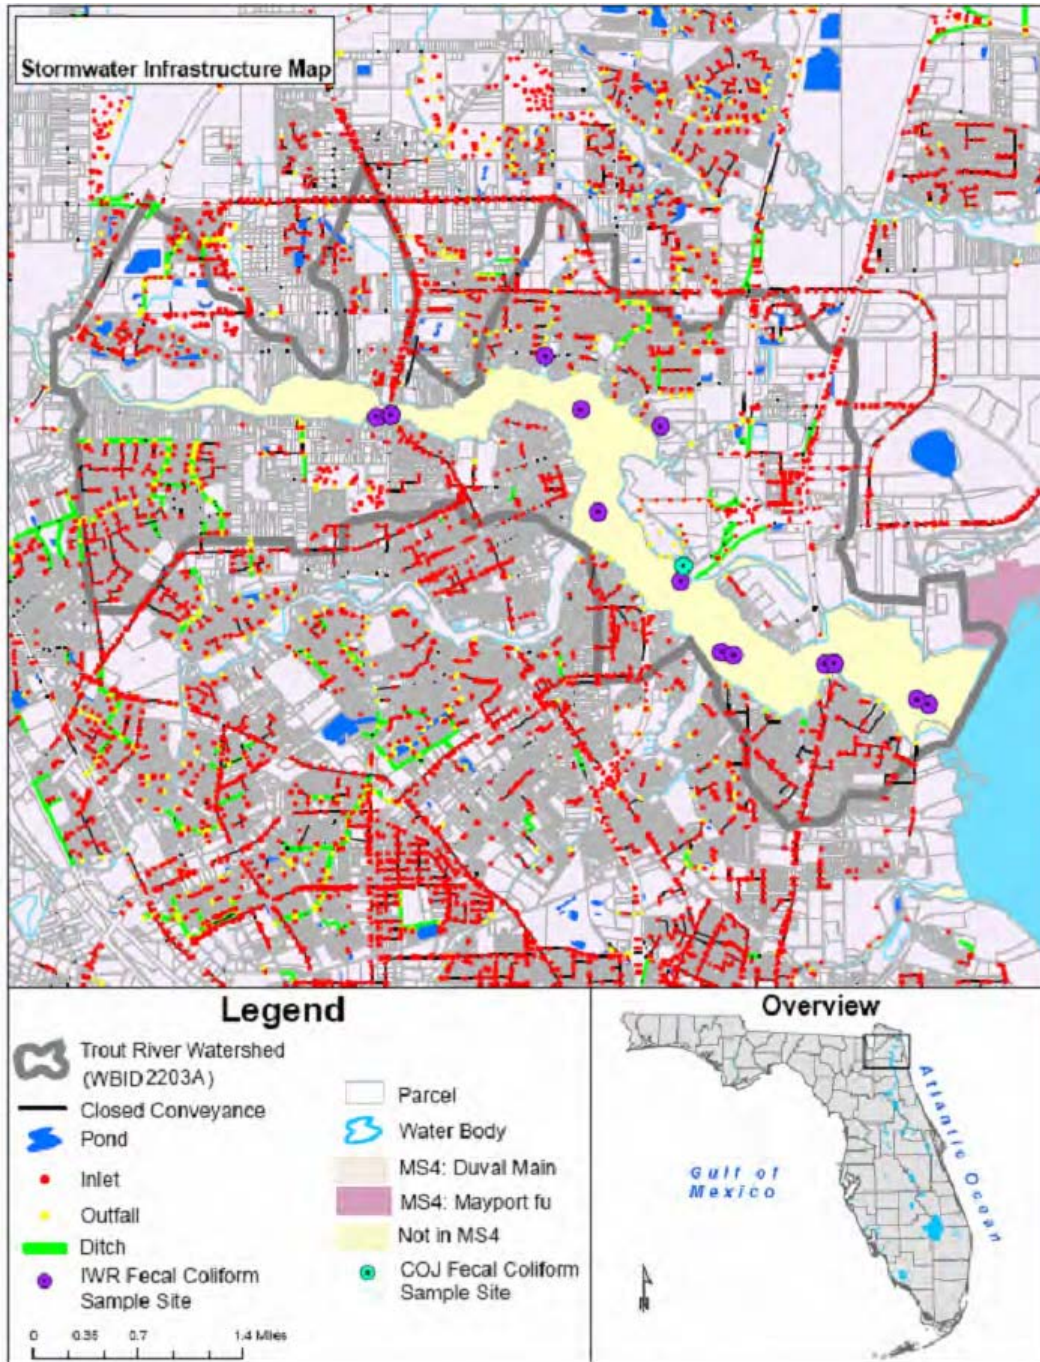 Stormwater Infrastructure Map
Legend
Trout River Watershed
(WBID 2203A)
Closed Conveyance
Pond
Inlet
Outfall
Ditch
IWR Fecal Coliform
Sample Site
0 0.35 0.7 1.4 Miles
Parcel
Water Body
MS4: Duval Main
MS4: Mayport fu
Not in MS4
COJ Fecal Coliform
Sample Site
N
Overview
Gulf of
Mexico
Atlantic Ocean